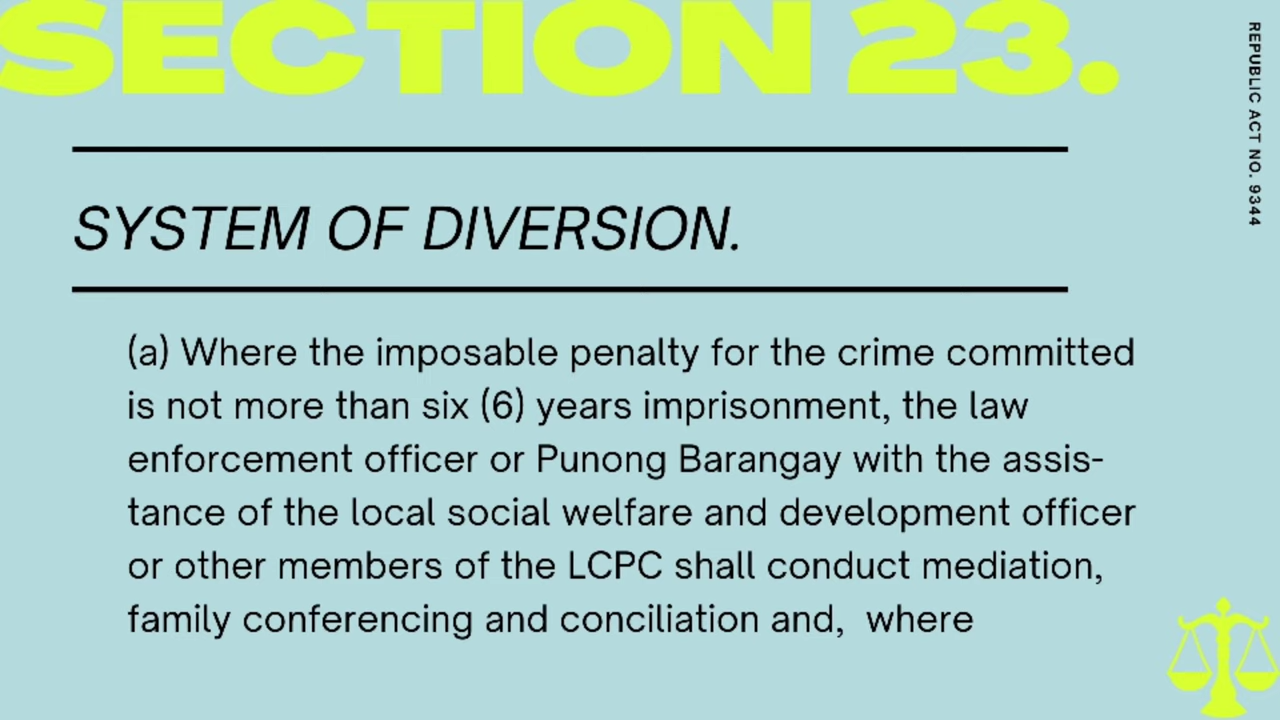 SECTION 23.
REPUBLIC ACT NO. 9344
SYSTEM OF DIVERSION.
(a) Where the imposable penalty for the crime committed
is not more than six (6) years imprisonment, the law
enforcement officer or Punong Barangay with the assis-
tance of the local social welfare and development officer
or other members of the LCPC shall conduct mediation,
family conferencing and conciliation and,  where